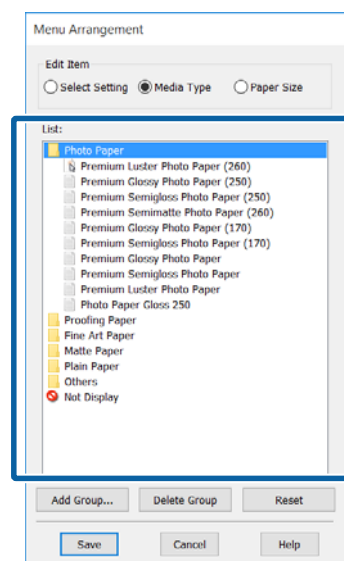 Menu Arrangement
Edit Item
Select Setting Media Type Paper Size
List:
Photo Paper
Premium Luster Photo Paper (260)
Premium Glossy Photo Paper (250)
Premium Semigloss Photo Paper (250)
Premium Semimatte Photo Paper (260)
Premium Glossy Photo Paper (170)
Premium Semigloss Photo Paper (170)
Premium Glossy Photo Paper
Premium Semigloss Photo Paper
Premium Luster Photo Paper
Photo Paper Gloss 250
Proofing Paper
Fine Art Paper
Matte Paper
Plain Paper
Others
Not Display
Add Group... Delete Group Reset
Save Cancel Help